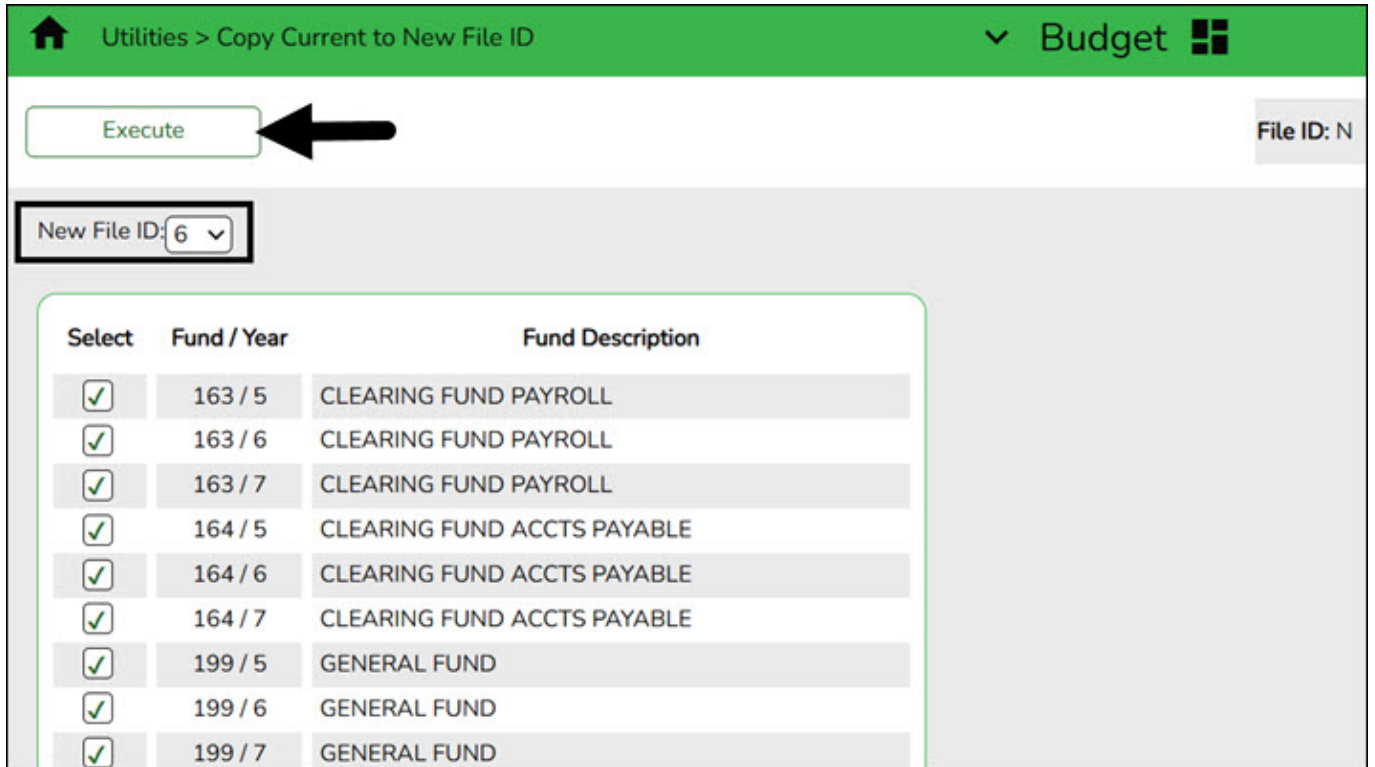 Utilities > Copy Current to New File ID Budget
Execute File ID: N
New File ID: 6
Select Fund / Year Fund Description
163 / 5 CLEARING FUND PAYROLL
163 / 6 CLEARING FUND PAYROLL
163 / 7 CLEARING FUND PAYROLL
164 / 5 CLEARING FUND ACCTS PAYABLE
164 / 6 CLEARING FUND ACCTS PAYABLE
164 / 7 CLEARING FUND ACCTS PAYABLE
199 / 5 GENERAL FUND
199 / 6 GENERAL FUND
199 / 7 GENERAL FUND